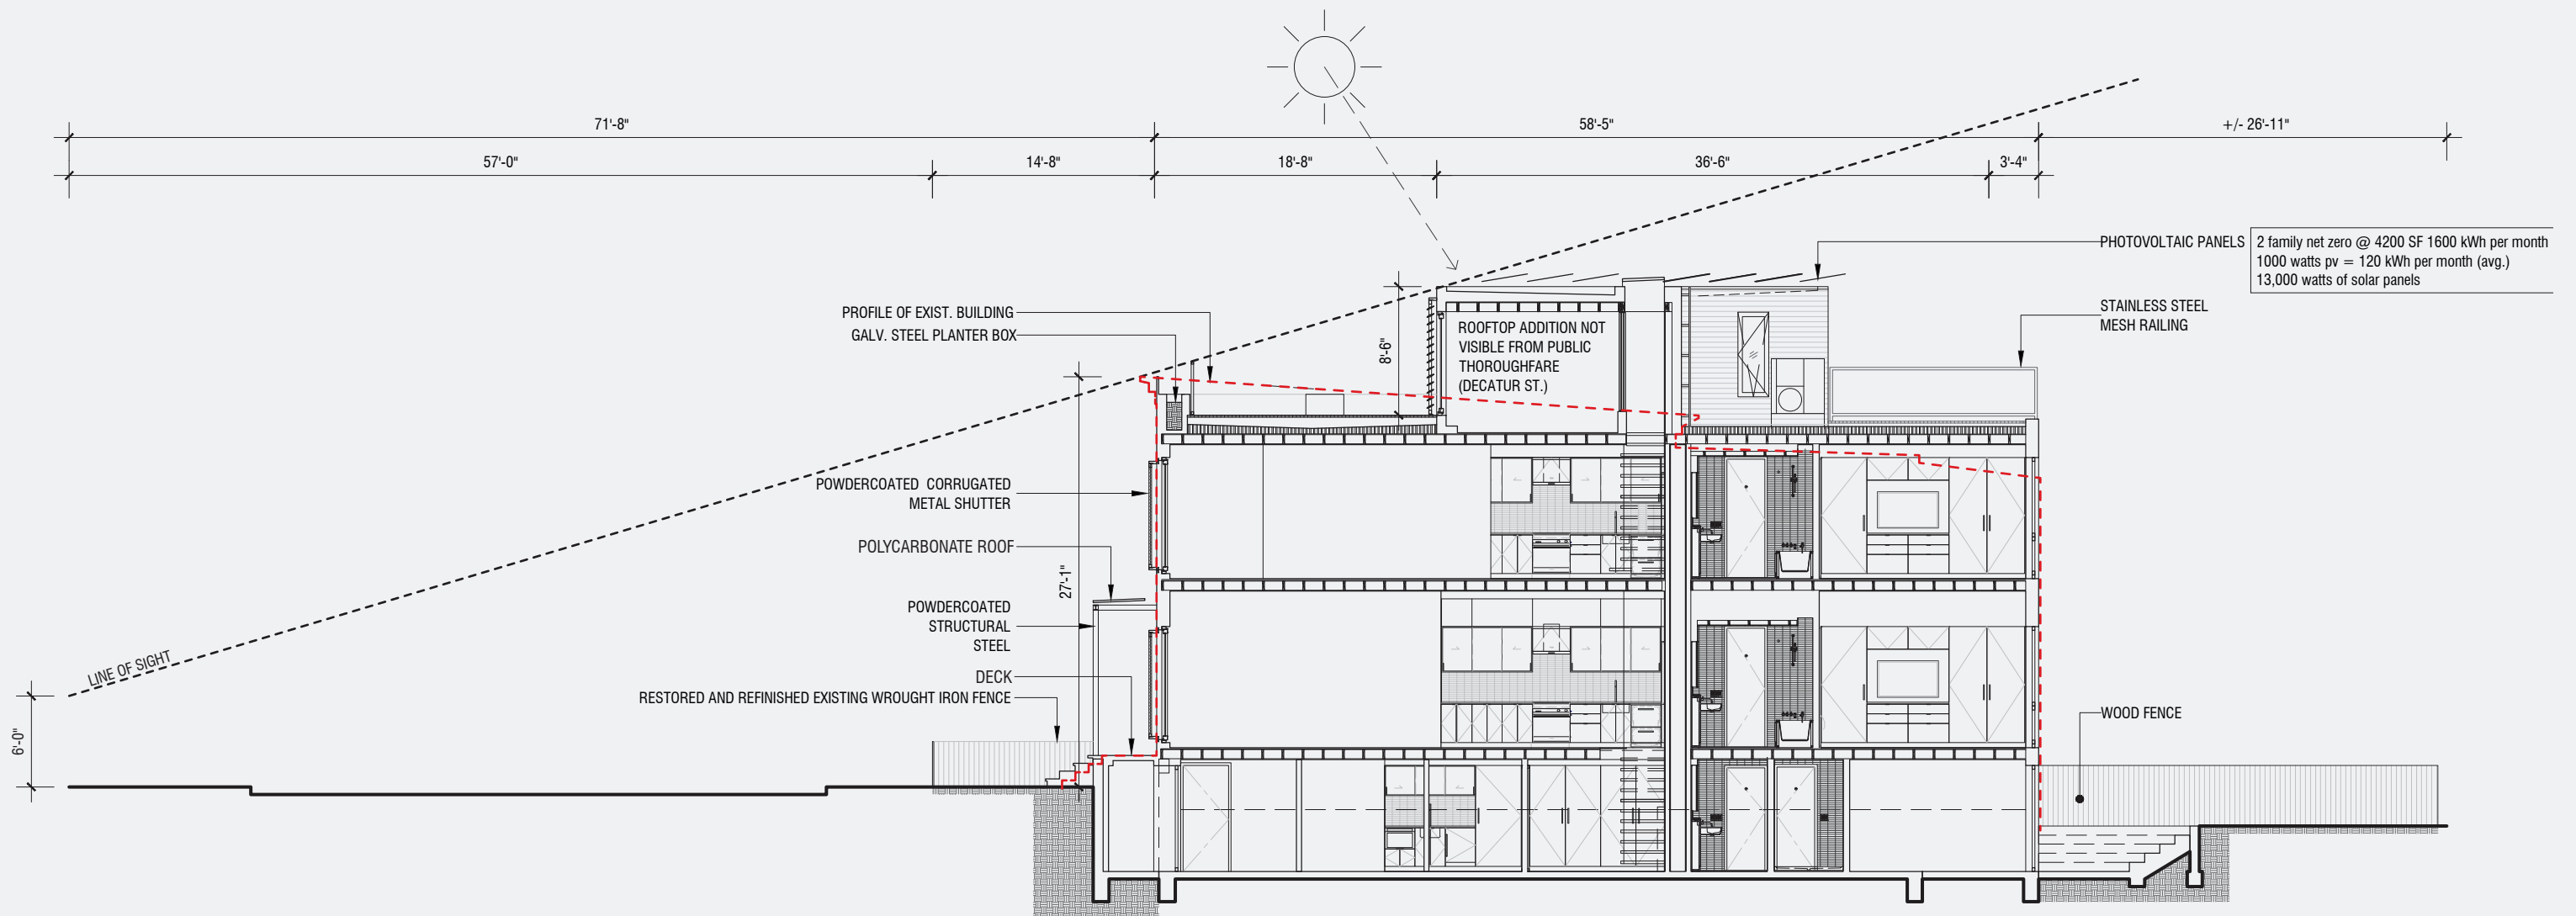 71'-8"
58'-5"
+/- 26'-11"
57'-0"
14'-8"
18'-8"
36'-6"
3'-4"
PHOTOVOLTAIC PANELS
2 family net zero @ 4200 SF 1600 kWh per month
1000 watts pv = 120 kWh per month (avg.)
13,000 watts of solar panels
STAINLESS STEEL
MESH RAILING
PROFILE OF EXIST. BUILDING
GALV. STEEL PLANTER BOX
8'-6"
ROOFTOP ADDITION NOT
VISIBLE FROM PUBLIC
THOROUGHFARE
(DECATUR ST.)
POWDERCOATED CORRUGATED
METAL SHUTTER
POLYCARBONATE ROOF
27'-1"
POWDERCOATED
STRUCTURAL
STEEL
LINE OF SIGHT
DECK
RESTORED AND REFINISHED EXISTING WROUGHT IRON FENCE
6'-0"
WOOD FENCE